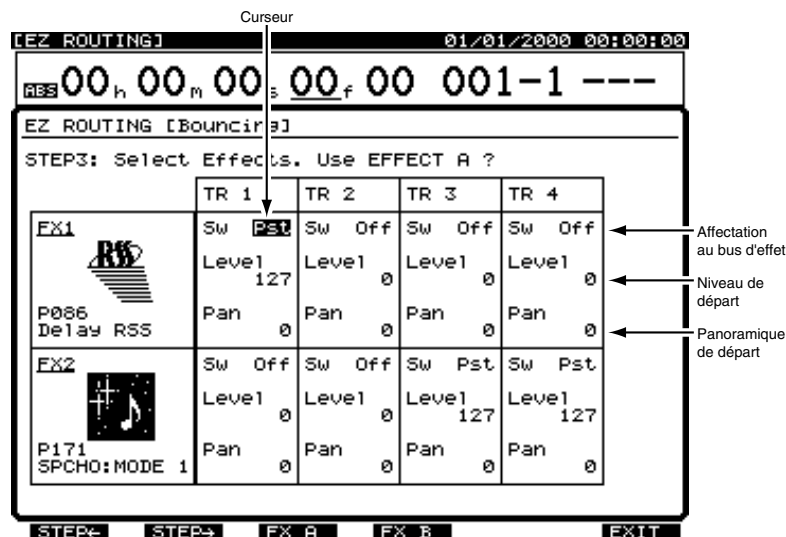 Curseur
[EZ ROUTING] 01/01/2000 00:00:00
ABS 00h 00m 00s 00f 00 001-1 ---
EZ ROUTING [Bouncing]
STEP3: Select Effects. Use EFFECT A ?
TR 1 TR 2 TR 3 TR 4
FX1 Sw Pst Sw Off Sw Off Sw Off
Affectation
au bus d'effet
RSS
Level Level Level Level
127 0 0 0
Niveau de
départ
P086 Pan Pan Pan Pan
Delay RSS 0 0 0 0
Panoramique
de départ
FX2 Sw Off Sw Off Sw Pst Sw Pst
Level Level Level Level
0 0 127 127
P171 Pan Pan Pan Pan
SPCHO:MODE 1 0 0 0 0
STEP← STEP→ FX A FX B EXIT